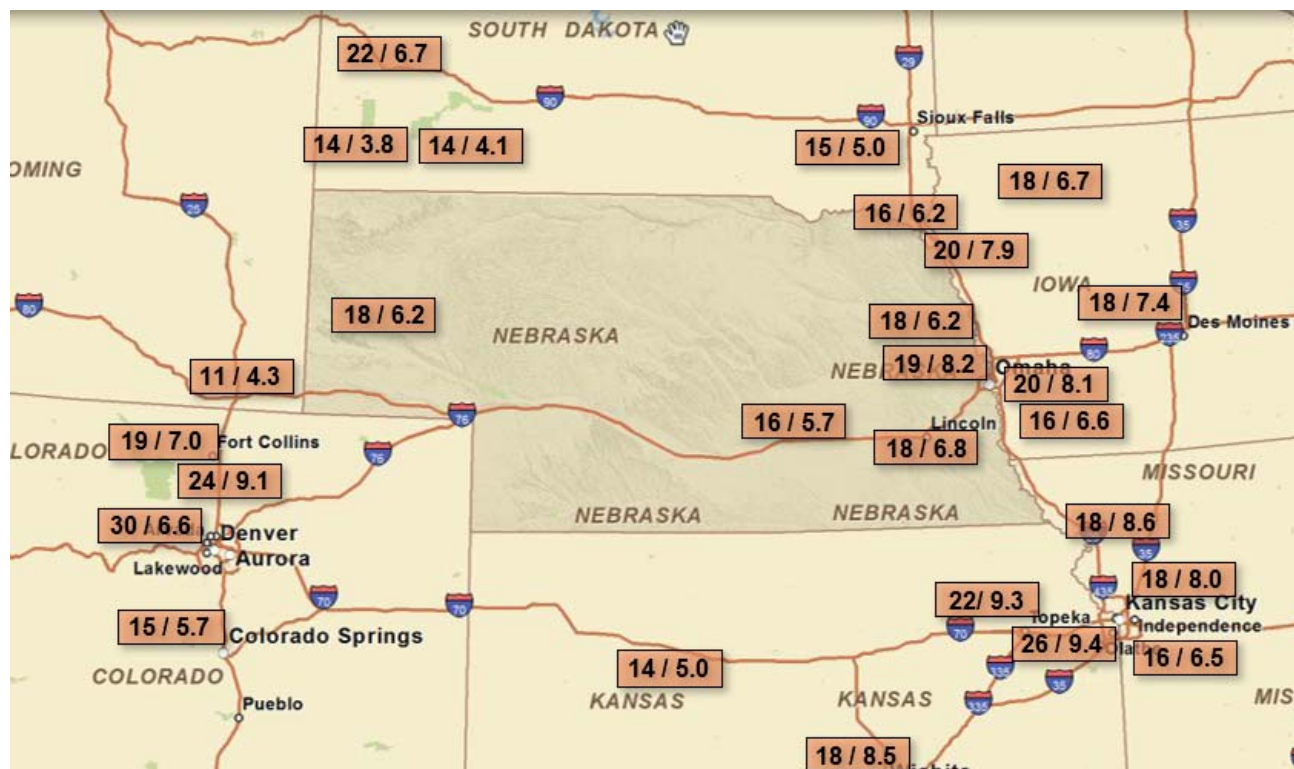 SOUTH DAKOTA
22 / 6.7
29
90
90
Sioux Falls
14 / 3.8
14 / 4.1
15 / 5.0
OMING
18 / 6.7
25
16 / 6.2
35
20 / 7.9
IOWA
80
18 / 6.2
NEBRASKA
18 / 6.2
18 / 7.4
Des Moines
235
80
19 / 8.2
NEBRASKA
Omaha
11 / 4.3
20 / 8.1
76
16 / 5.7
16 / 6.6
19 / 7.0
Fort Collins
Lincoln
LORADO
76
18 / 6.8
24 / 9.1
MISSOURI
NEBRASKA
NEBRASKA
30 / 6.6
Denver
18 / 8.6
Aurora
35
Lakewood
18 / 8.0
435
70
70
22/ 9.3
Kansas City
Topeka
Independence
15 / 5.7
Colorado Springs
70
26 / 9.4
16 / 6.5
14 / 5.0
335
COLORADO
35
KANSAS
KANSAS
MIS
Pueblo
335
18 / 8.5
Wichita